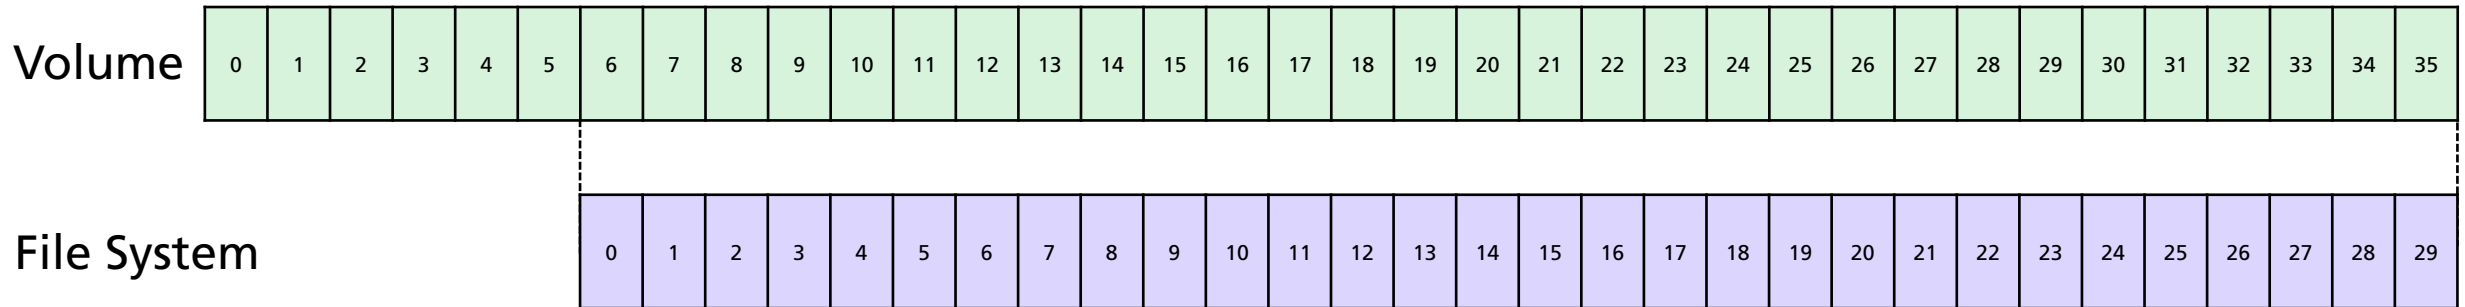 Volume 0 1 2 3 4 5 6 7 8 9 10 11 12 13 14 15 16 17 18 19 20 21 22 23 24 25 26 27 28 29 30 31 32 33 34 35
File System 0 1 2 3 4 5 6 7 8 9 10 11 12 13 14 15 16 17 18 19 20 21 22 23 24 25 26 27 28 29